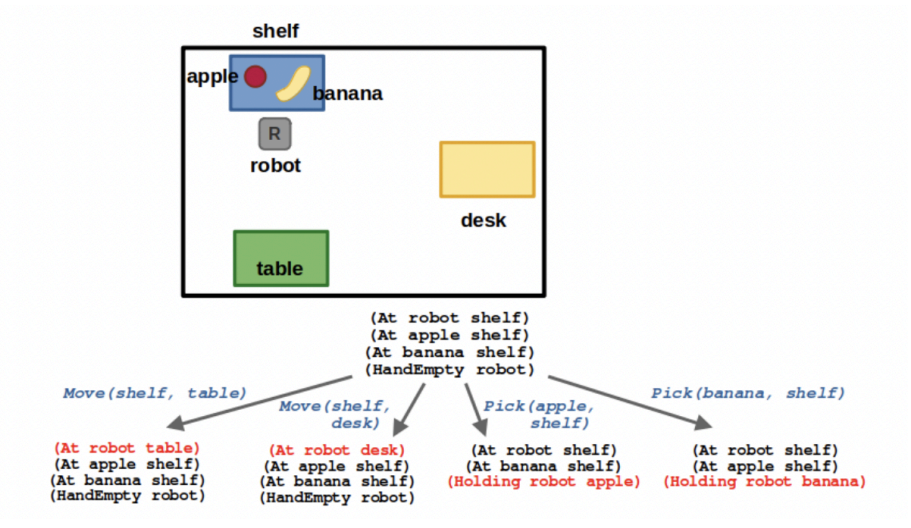 shelf
apple
banana
R
robot
desk
table
(At robot shelf)
(At apple shelf)
(At banana shelf)
(HandEmpty robot)
Move(shelf, table)
Move(shelf,
desk)
Pick(apple,
shelf)
Pick(banana, shelf)
(At robot table)
(At apple shelf)
(At banana shelf)
(HandEmpty robot)
(At robot desk)
(At apple shelf)
(At banana shelf)
(HandEmpty robot)
(At robot shelf)
(At banana shelf)
(Holding robot apple)
(At robot shelf)
(At apple shelf)
(Holding robot banana)